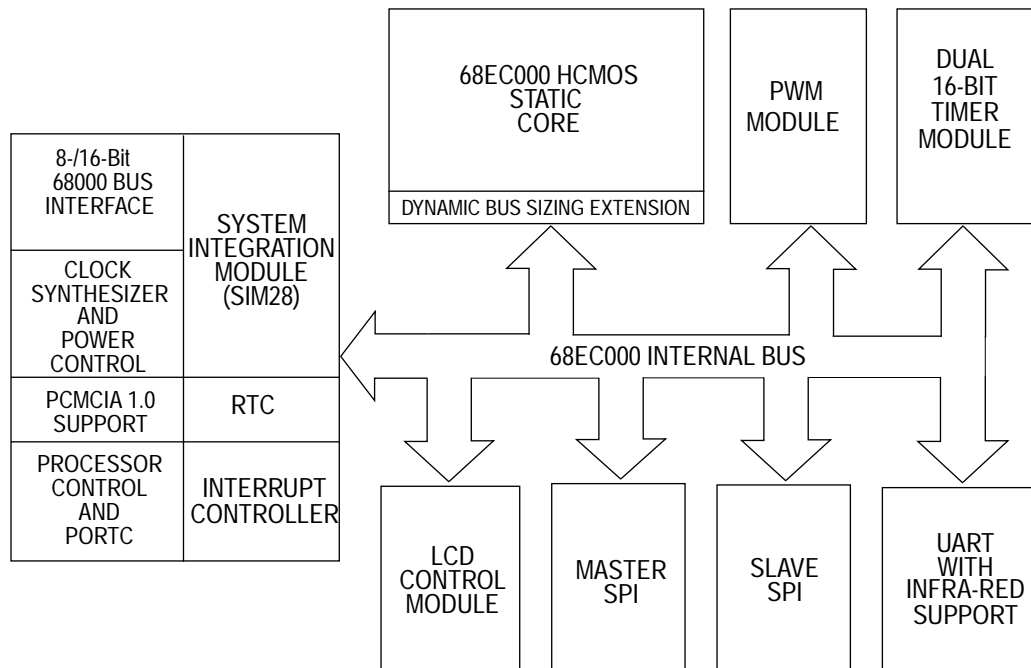 68EC000 HCMOS
STATIC
CORE
DYNAMIC BUS SIZING EXTENSION
PWM
MODULE
DUAL
16-BIT
TIMER
MODULE
8-/16-Bit
68000 BUS
INTERFACE
SYSTEM
INTEGRATION
MODULE
(SIM28)
CLOCK
SYNTHESIZER
AND
POWER
CONTROL
PCMCIA 1.0
SUPPORT
RTC
PROCESSOR
CONTROL
AND
PORTC
INTERRUPT
CONTROLLER
68EC000 INTERNAL BUS
LCD
CONTROL
MODULE
MASTER
SPI
SLAVE
SPI
UART
WITH
INFRA-RED
SUPPORT